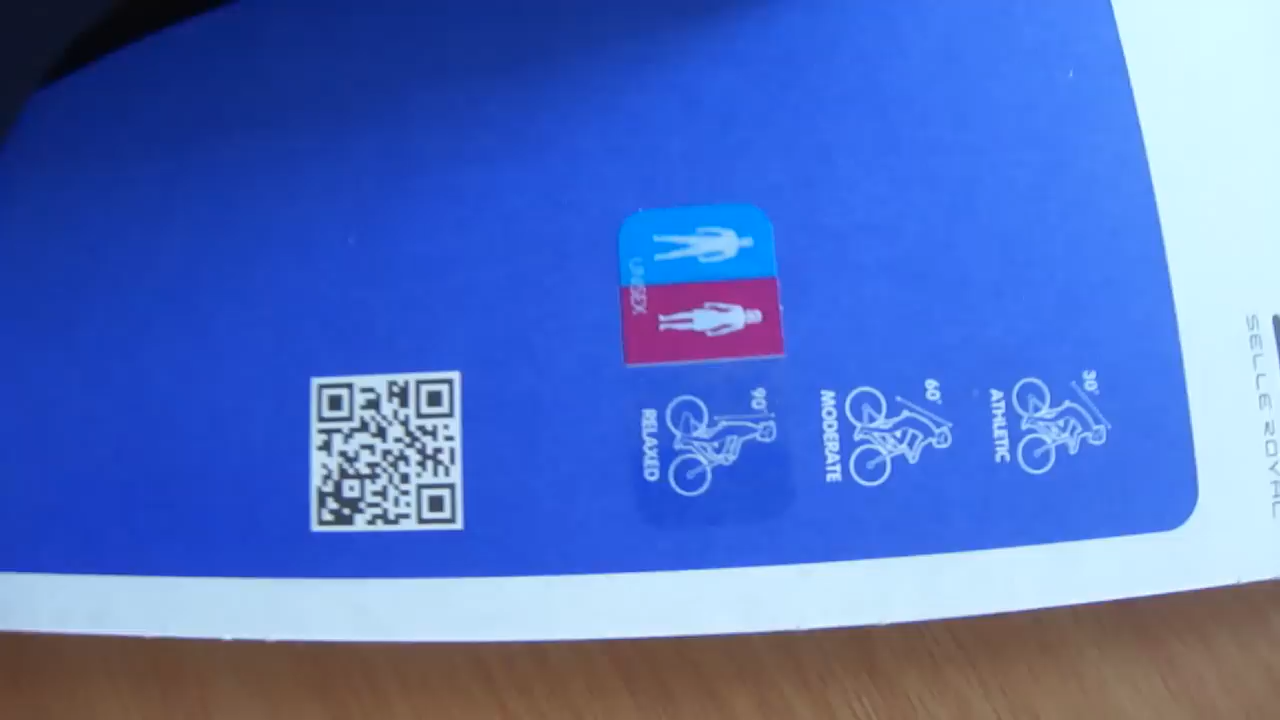 UNISEX
90°
RELAXED
60°
MODERATE
30°
ATHLETIC
SELLE ROYAL